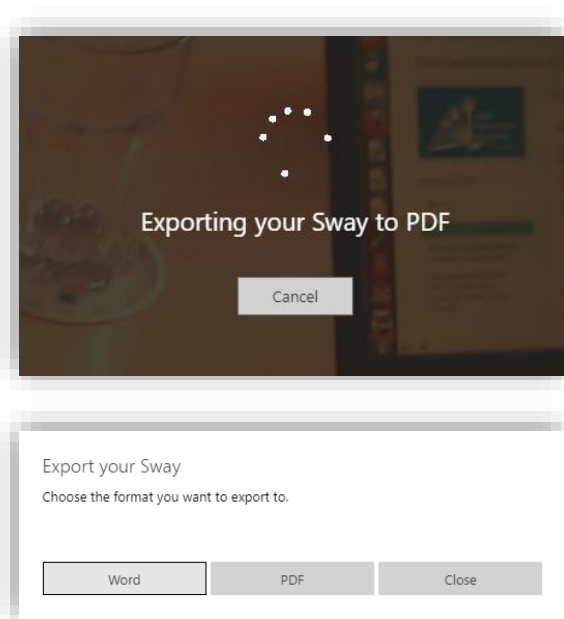 Exporting your Sway to PDF
Cancel
Export your Sway
Choose the format you want to export to.
Word
PDF
Close